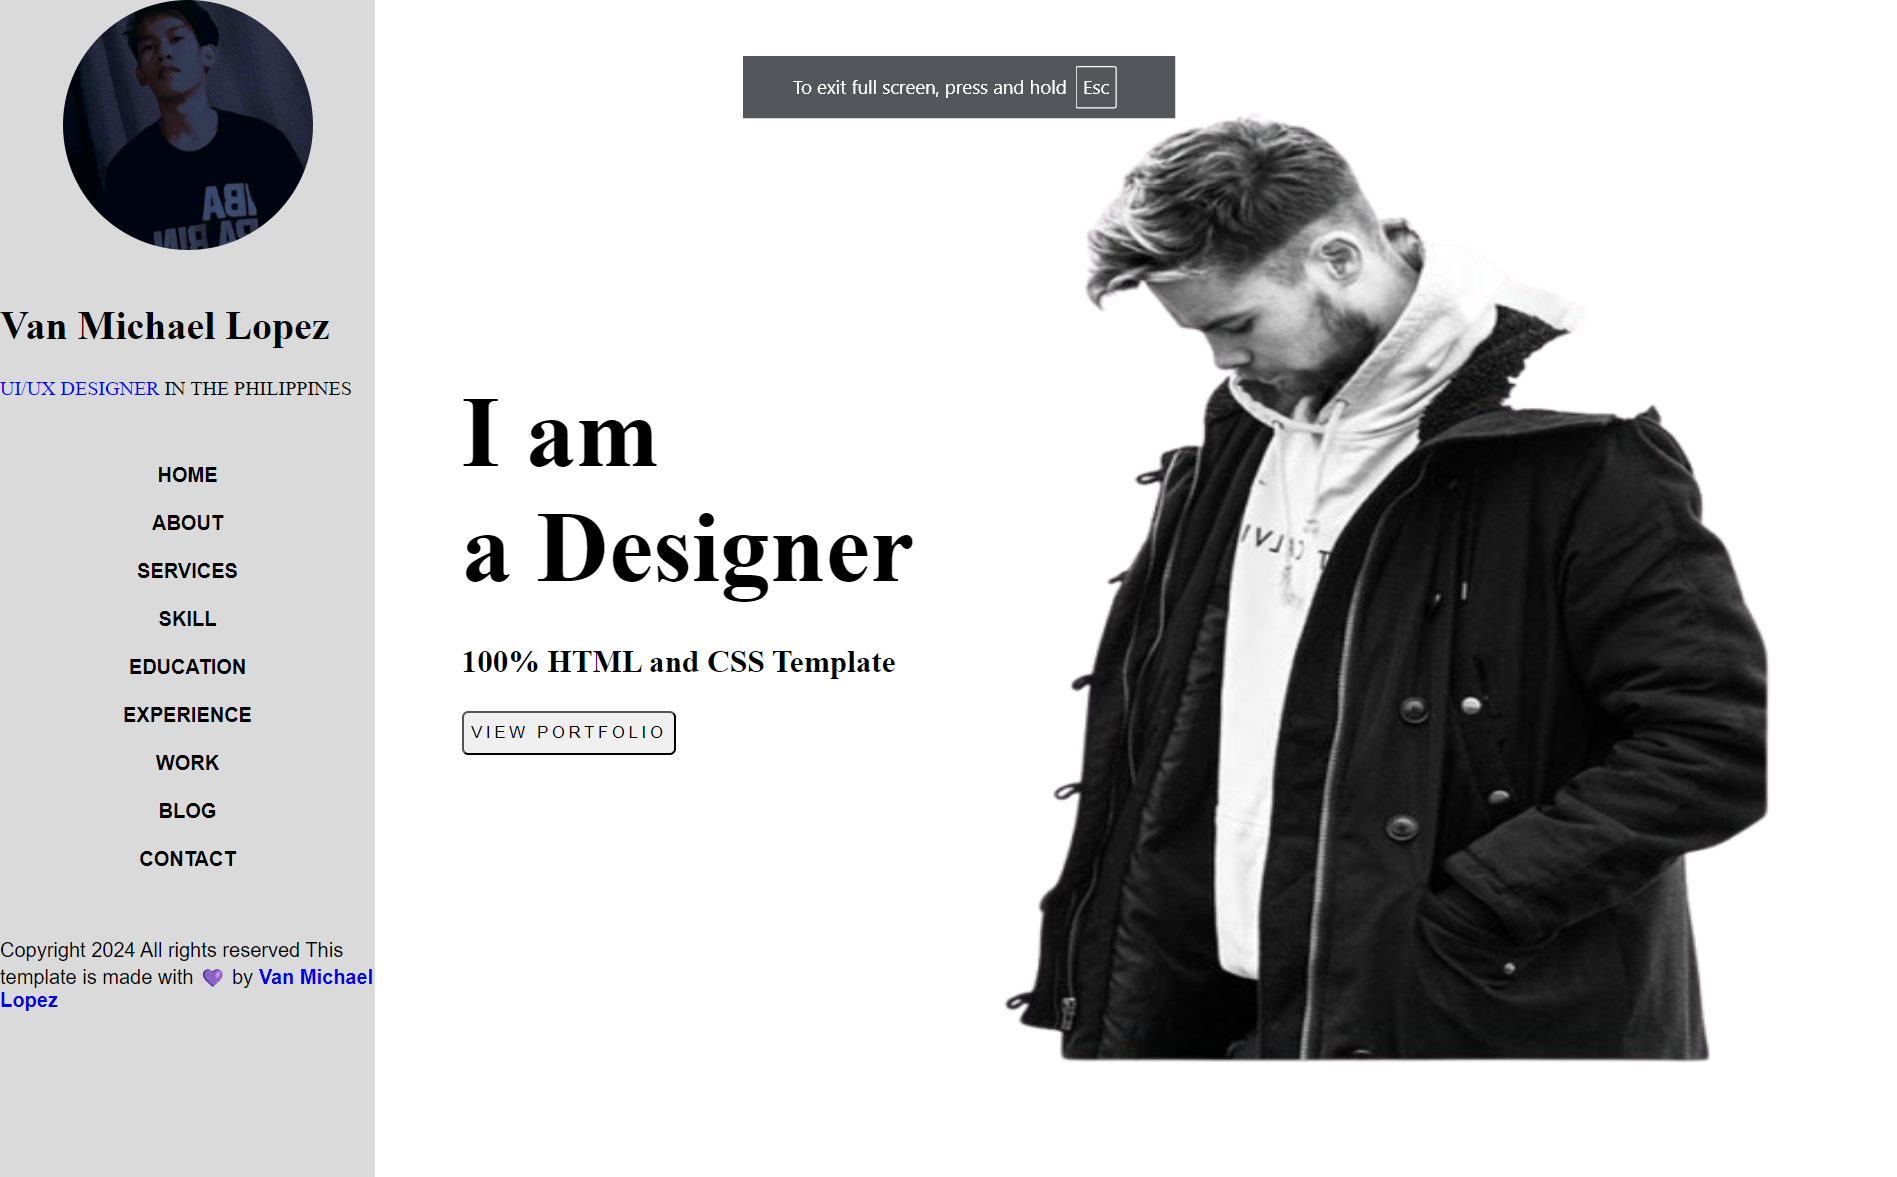 To exit full screen, press and hold Esc
Van Michael Lopez
UI/UX DESIGNER IN THE PHILIPPINES
HOME
ABOUT
SERVICES
SKILL
EDUCATION
EXPERIENCE
WORK
BLOG
CONTACT
Copyright 2024 All rights reserved This
template is made with 💜 by Van Michael
Lopez
I am
a Designer
100% HTML and CSS Template
VIEW PORTFOLIO